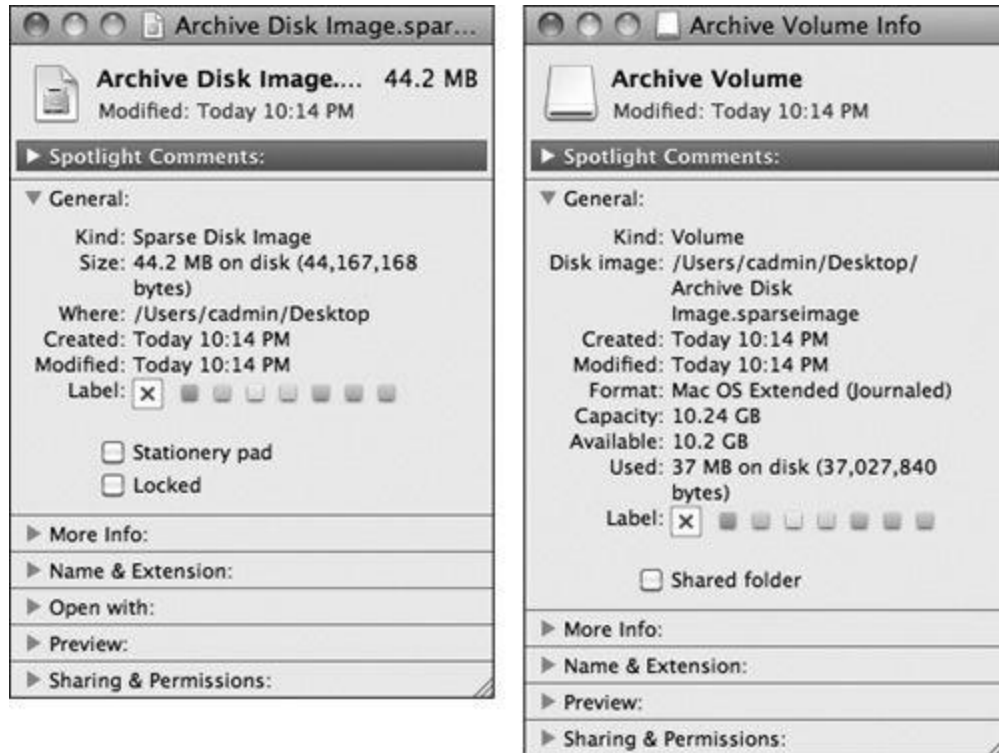 Archive Disk Image.spar...
Archive Disk Image.... 44.2 MB
Modified: Today 10:14 PM
Spotlight Comments:
General:
Kind: Sparse Disk Image
Size: 44.2 MB on disk (44,167,168
bytes)
Where: /Users/cadmin/Desktop
Created: Today 10:14 PM
Modified: Today 10:14 PM
Label:
Stationery pad
Locked
More Info:
Name & Extension:
Open with:
Preview:
Sharing & Permissions:
Archive Volume Info
Archive Volume
Modified: Today 10:14 PM
Spotlight Comments:
General:
Kind: Volume
Disk image: /Users/cadmin/Desktop/
Archive Disk
Image.sparseimage
Created: Today 10:14 PM
Modified: Today 10:14 PM
Format: Mac OS Extended (Journaled)
Capacity: 10.24 GB
Available: 10.2 GB
Used: 37 MB on disk (37,027,840
bytes)
Label:
Shared folder
More Info:
Name & Extension:
Preview:
Sharing & Permissions: